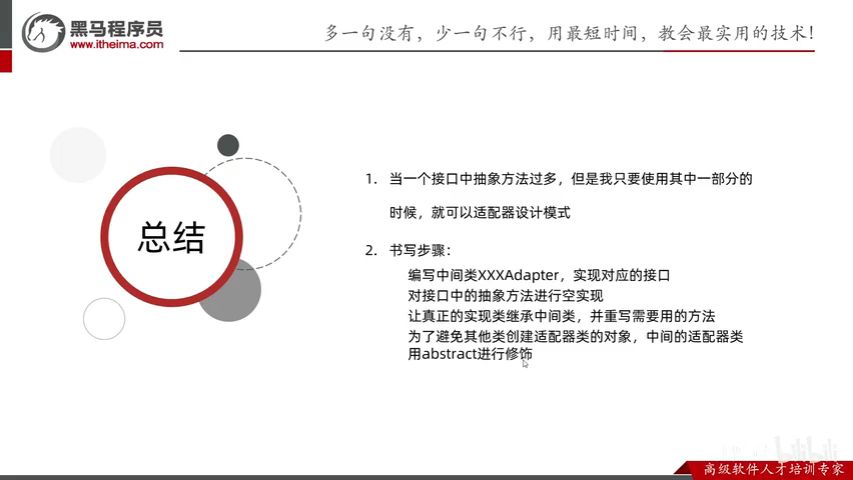 黑马程序员
www.itheima.com
多一句没有，少一句不行，用最短时间，教会最实用的技术！
总结
1. 当一个接口中抽象方法过多，但是我只要使用其中一部分的
时候，就可以适配器设计模式
2. 书写步骤：
编写中间类XXXAdapter，实现对应的接口
对接口中的抽象方法进行空实现
让真正的实现类继承中间类，并重写需要用的方法
为了避免其他类创建适配器类的对象，中间的适配器类
用abstract进行修饰
高级软件人才培训专家